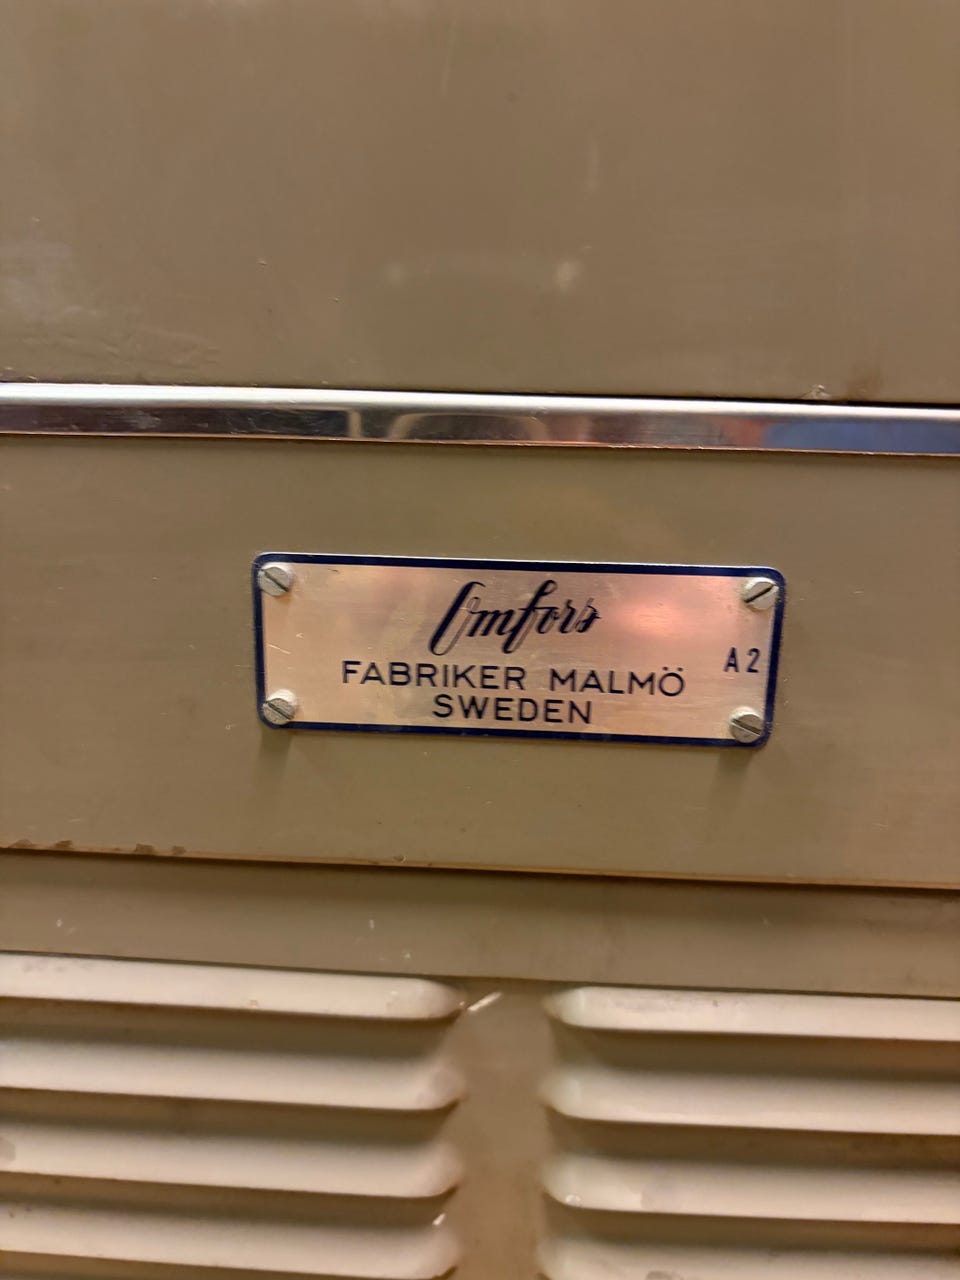 Omfors
FABRIKER MALMÖ
SWEDEN
A2